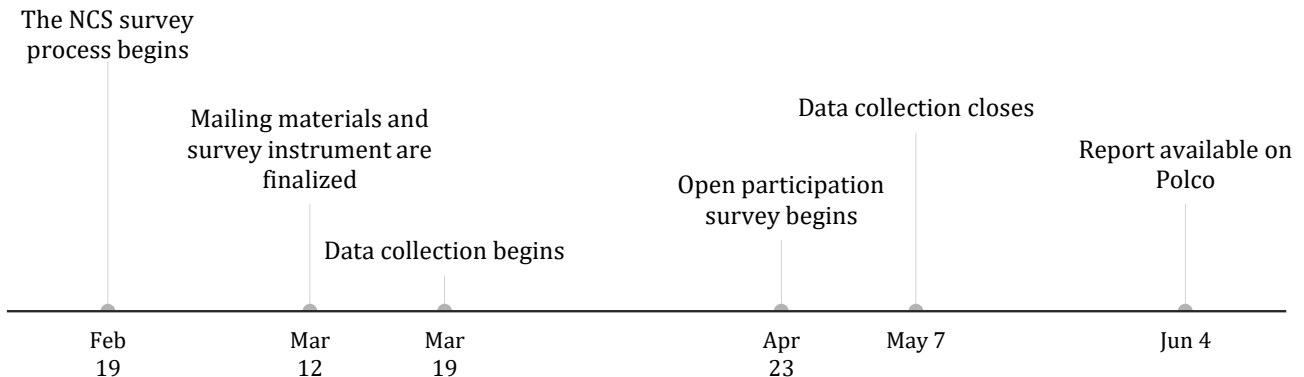 The NCS survey
process begins
Mailing materials and
survey instrument are
finalized
Data collection begins
Open participation
survey begins
Data collection closes
Report available on
Polco
Feb
19
Mar
12
Mar
19
Apr
23
May 7
Jun 4